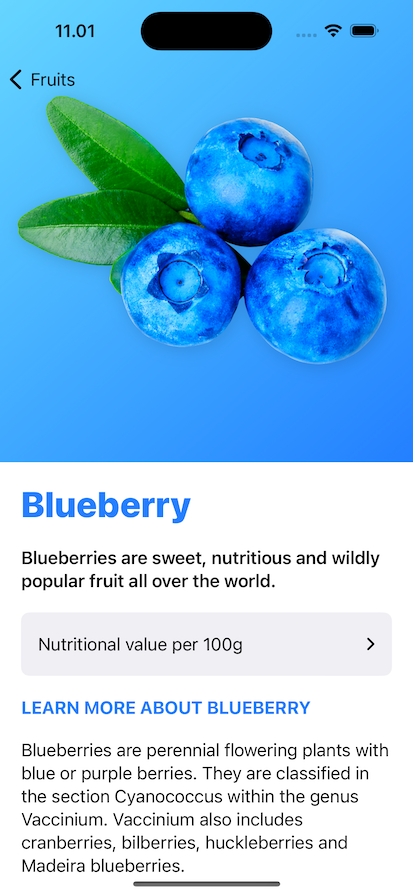 11.01
Fruits
Blueberry
Blueberries are sweet, nutritious and wildly
popular fruit all over the world.
Nutritional value per 100g
LEARN MORE ABOUT BLUEBERRY
Blueberries are perennial flowering plants with
blue or purple berries. They are classified in
the section Cyanococcus within the genus
Vaccinium. Vaccinium also includes
cranberries, bilberries, huckleberries and
Madeira blueberries.